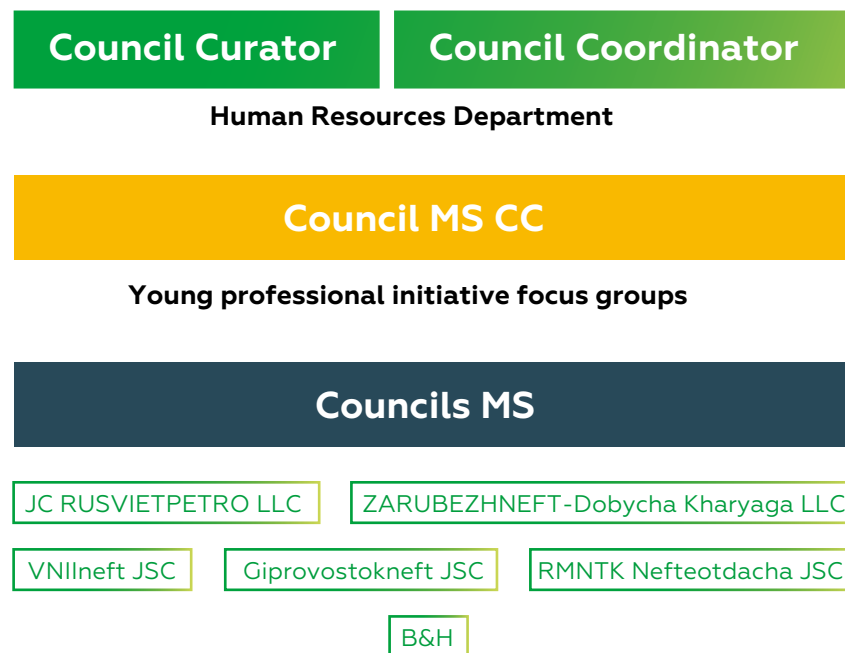 Council Curator
Council Coordinator
Human Resources Department
Council MS CC
Young professional initiative focus groups
Councils MS
JC RUSVIETPETRO LLC
ZARUBEZHNEFT-Dobycha Kharyaga LLC
VNIIneft JSC
Giprovostokneft JSC
RMNTK Nefteotdacha JSC
B&H